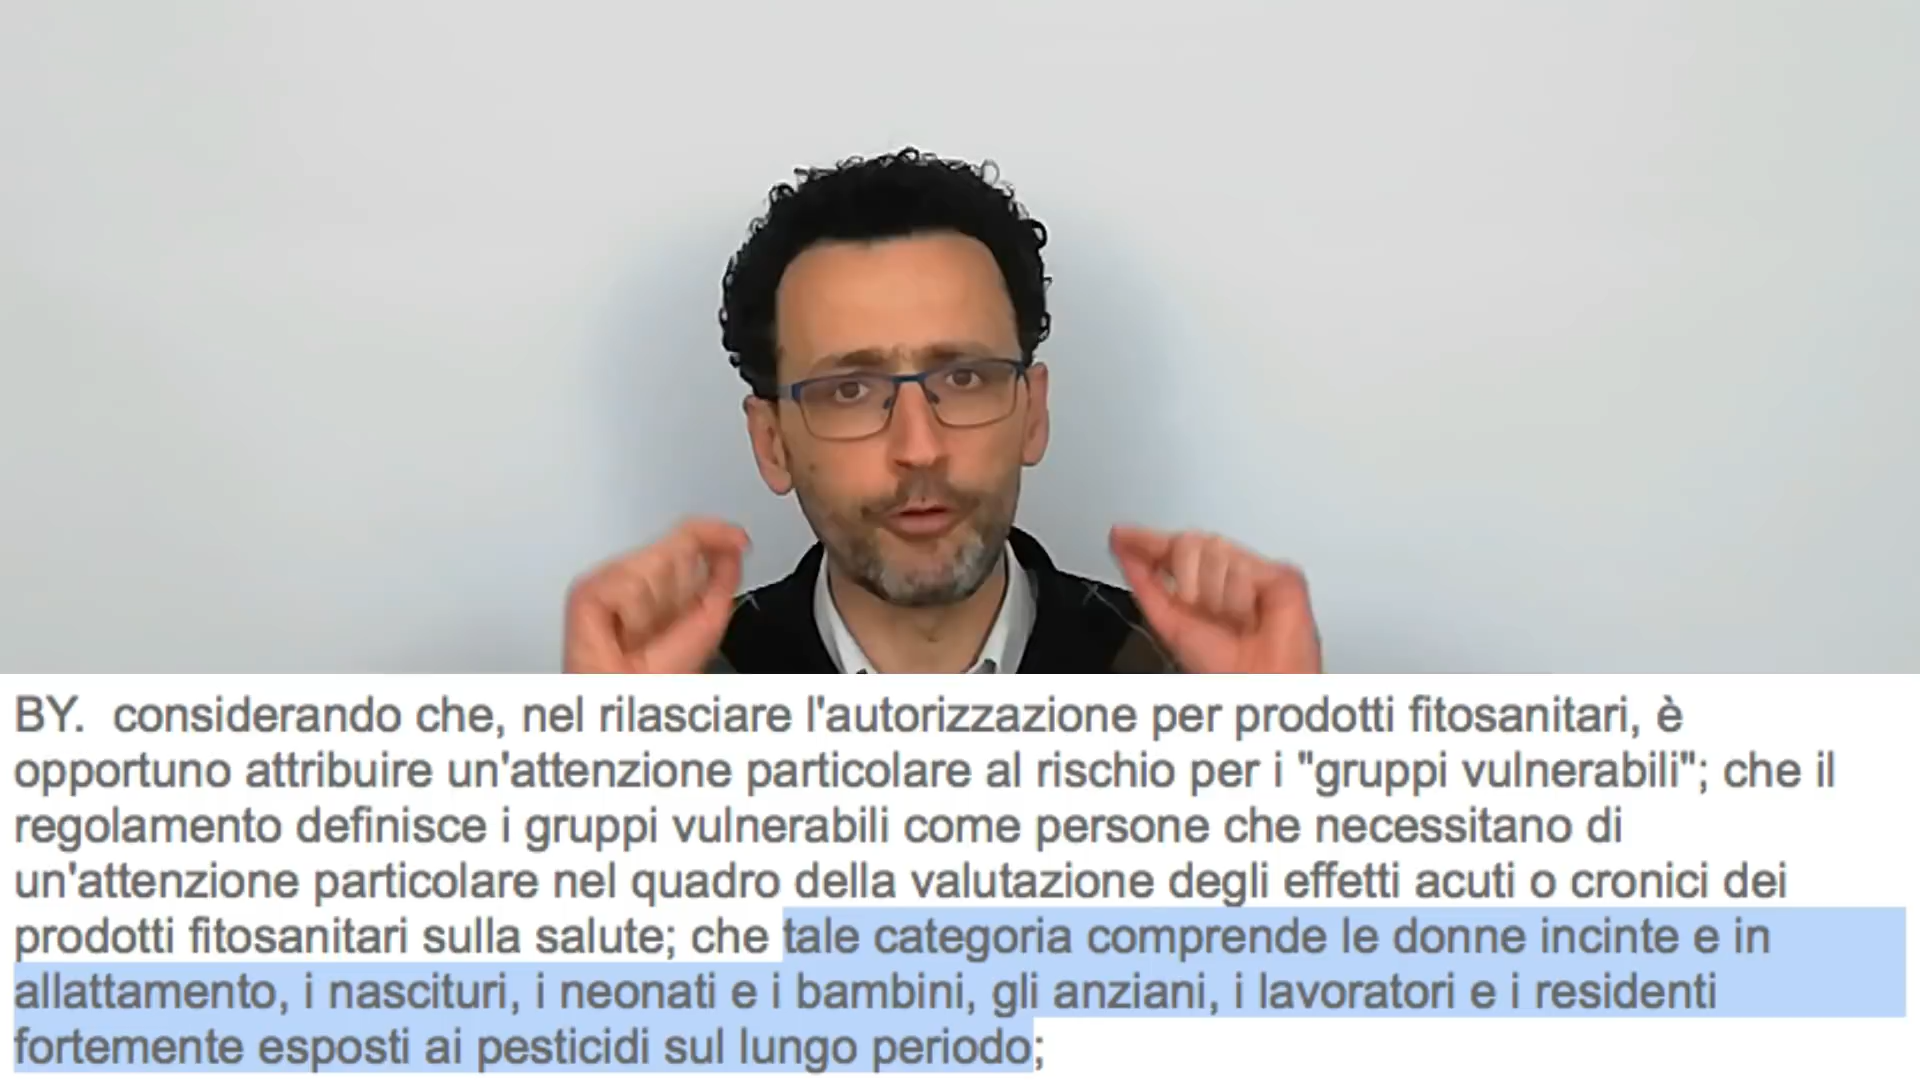 BY.  considerando che, nel rilasciare l'autorizzazione per prodotti fitosanitari, è
opportuno attribuire un'attenzione particolare al rischio per i "gruppi vulnerabili"; che il
regolamento definisce i gruppi vulnerabili come persone che necessitano di
un'attenzione particolare nel quadro della valutazione degli effetti acuti o cronici dei
prodotti fitosanitari sulla salute; che tale categoria comprende le donne incinte e in
allattamento, i nascituri, i neonati e i bambini, gli anziani, i lavoratori e i residenti
fortemente esposti ai pesticidi sul lungo periodo;